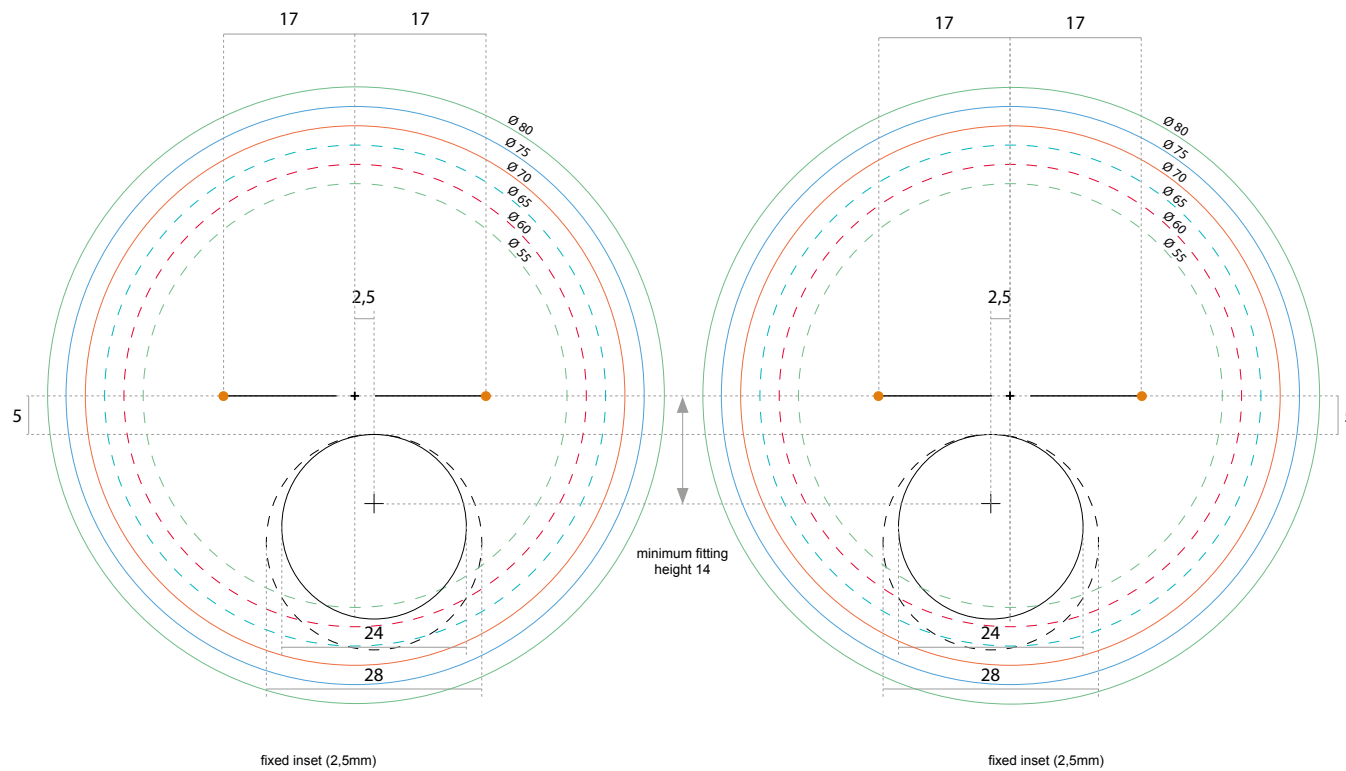 17 17
17 17
Ø 80
Ø 75
Ø 70
Ø 65
Ø 60
Ø 55
Ø 80
Ø 75
Ø 70
Ø 65
Ø 60
Ø 55
2,5
2,5
5
minimum fitting
height 14
24
24
28
28
fixed inset (2,5mm)
fixed inset (2,5mm)